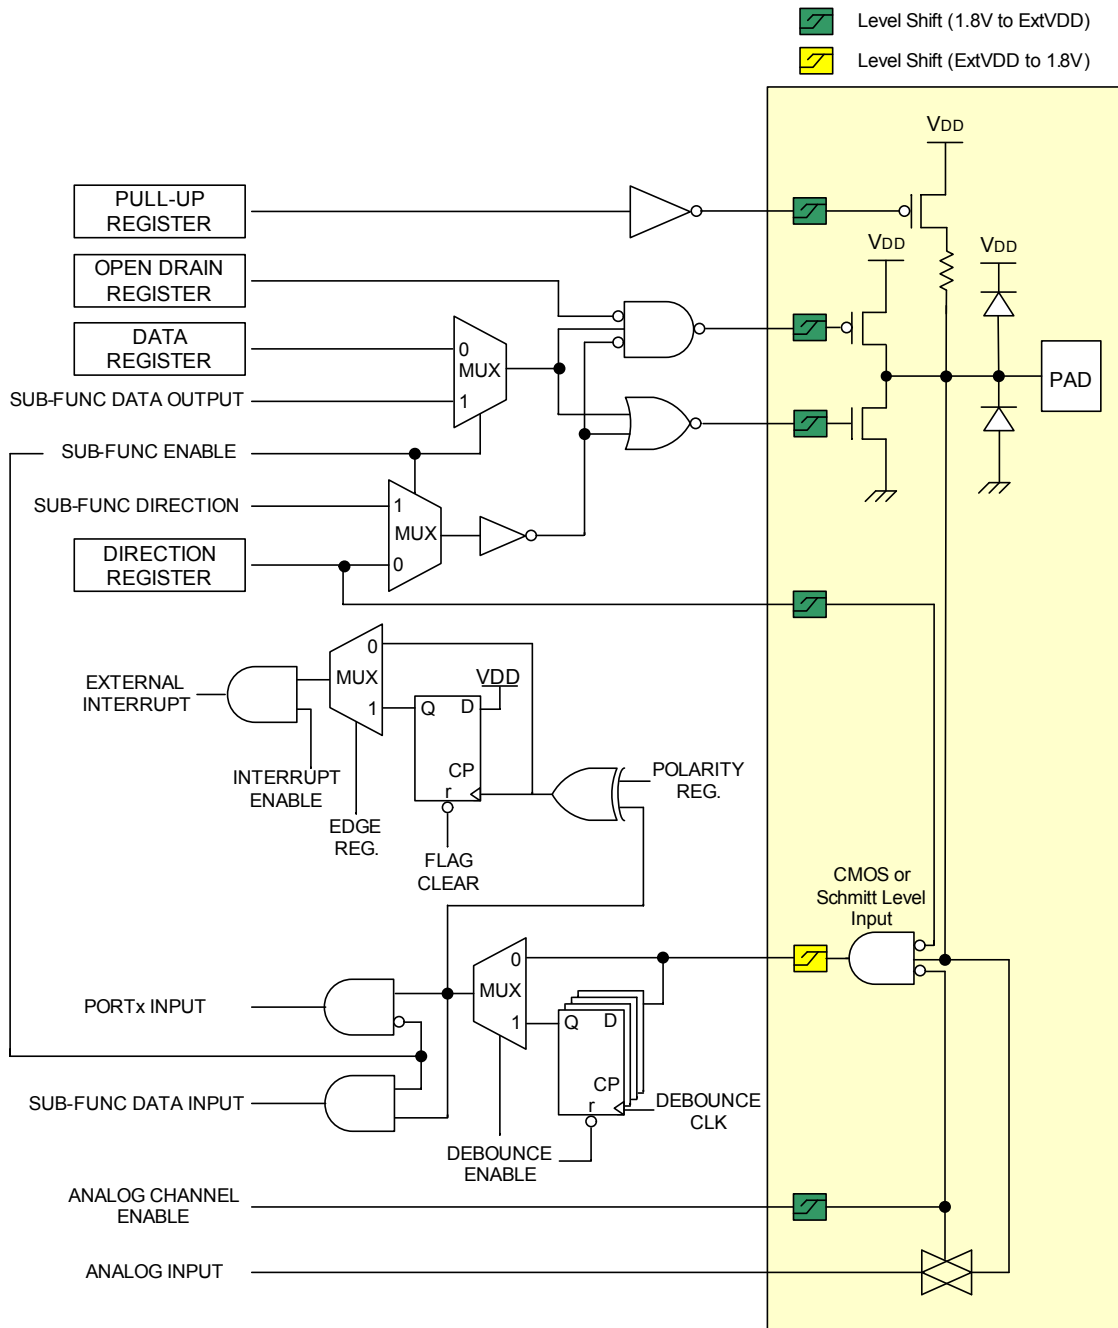 Level Shift (1.8V to ExtVDD)
Level Shift (ExtVDD to 1.8V)
VDD
PULL-UP
REGISTER
VDD
VDD
OPEN DRAIN
REGISTER
DATA
REGISTER
0
MUX
1
PAD
SUB-FUNC DATA OUTPUT
SUB-FUNC ENABLE
SUB-FUNC DIRECTION
1
MUX
0
DIRECTION
REGISTER
0
MUX
1
EXTERNAL
INTERRUPT
VDD
Q
D
CP
r
INTERRUPT
ENABLE
EDGE
REG.
FLAG
CLEAR
POLARITY
REG.
CMOS or
Schmitt Level
Input
0
MUX
1
PORTx INPUT
Q
D
CP
r
SUB-FUNC DATA INPUT
DEBOUNCE
CLK
DEBOUNCE
ENABLE
ANALOG CHANNEL
ENABLE
ANALOG INPUT